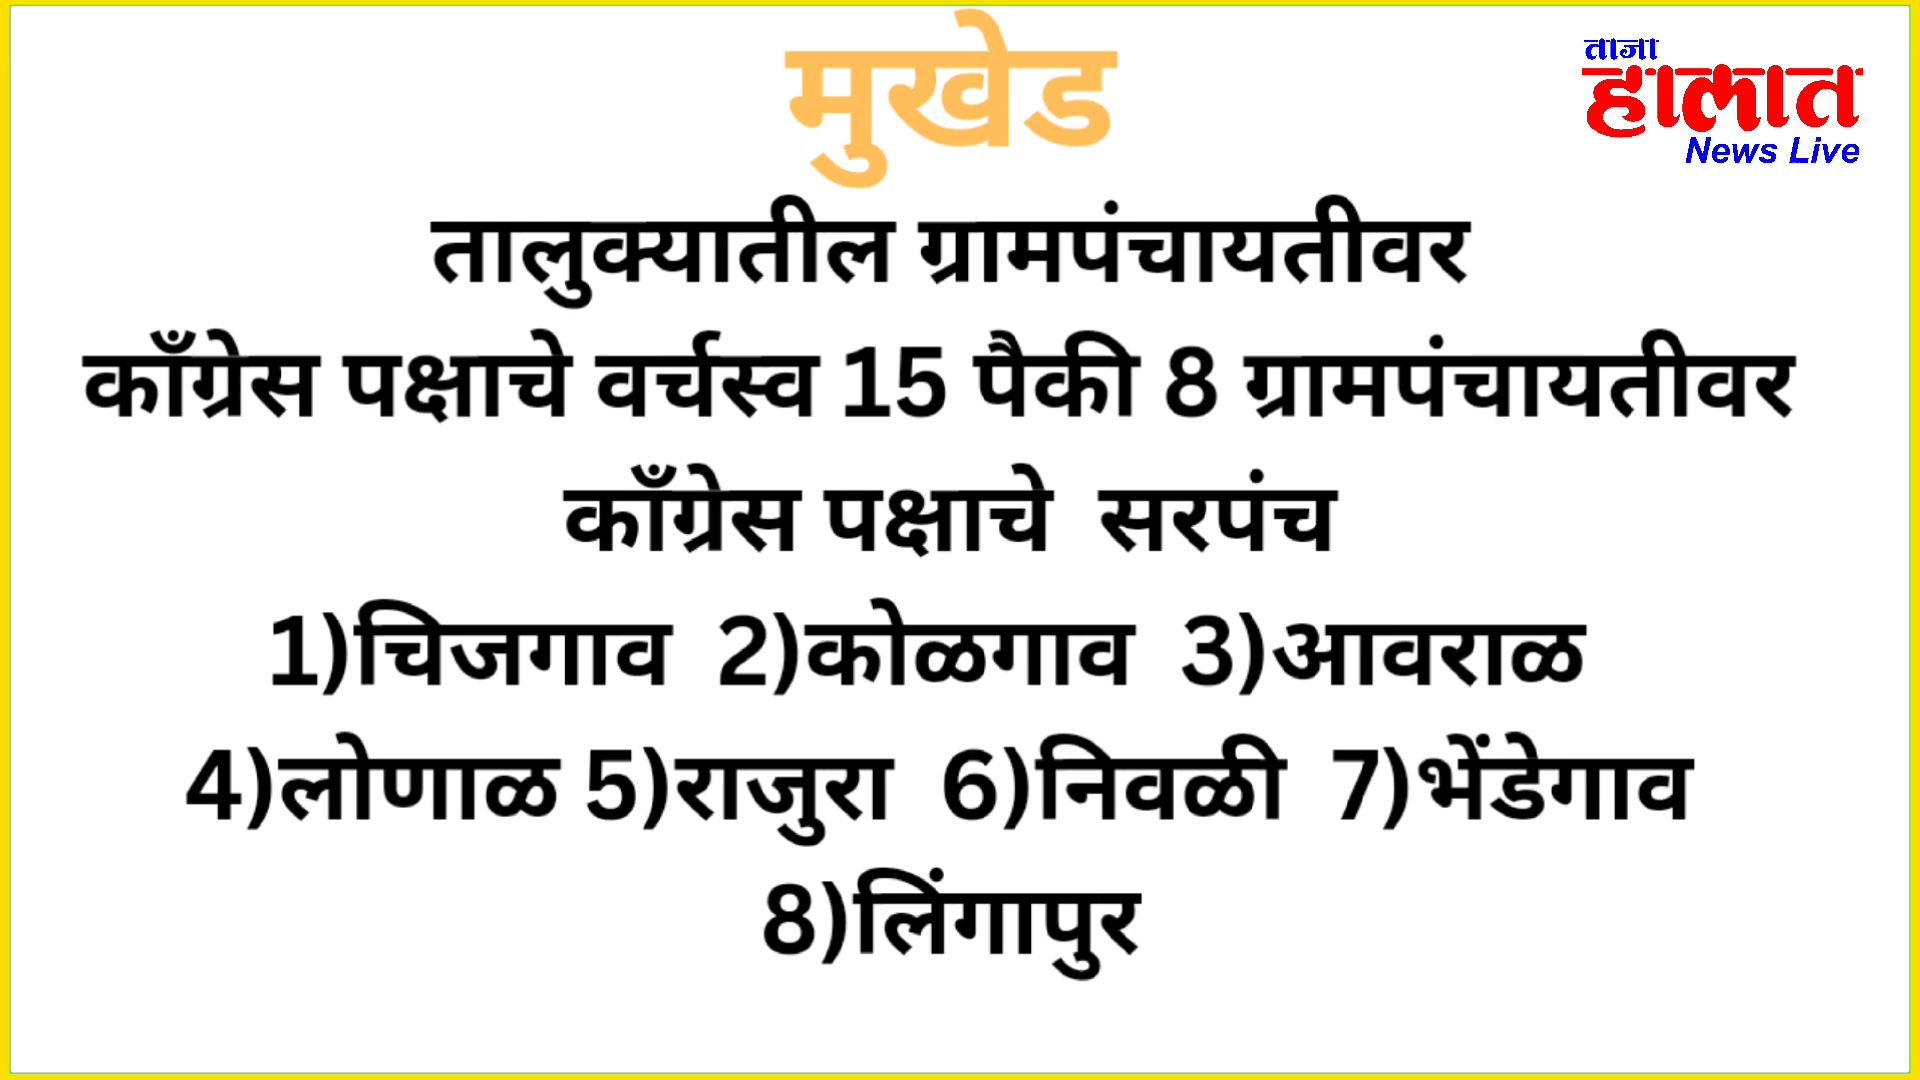 मुखेड
ताजा
हालात
News Live
तालुक्यातील ग्रामपंचायतीवर
काँग्रेस पक्षाचे वर्चस्व 15 पैकी 8 ग्रामपंचायतीवर
काँग्रेस पक्षाचे सरपंच
1)चिजगाव 2)कोळगाव 3)आवराळ
4)लोणाळ 5)राजुरा 6)निवळी 7)भेंडेगाव
8)लिंगापुर